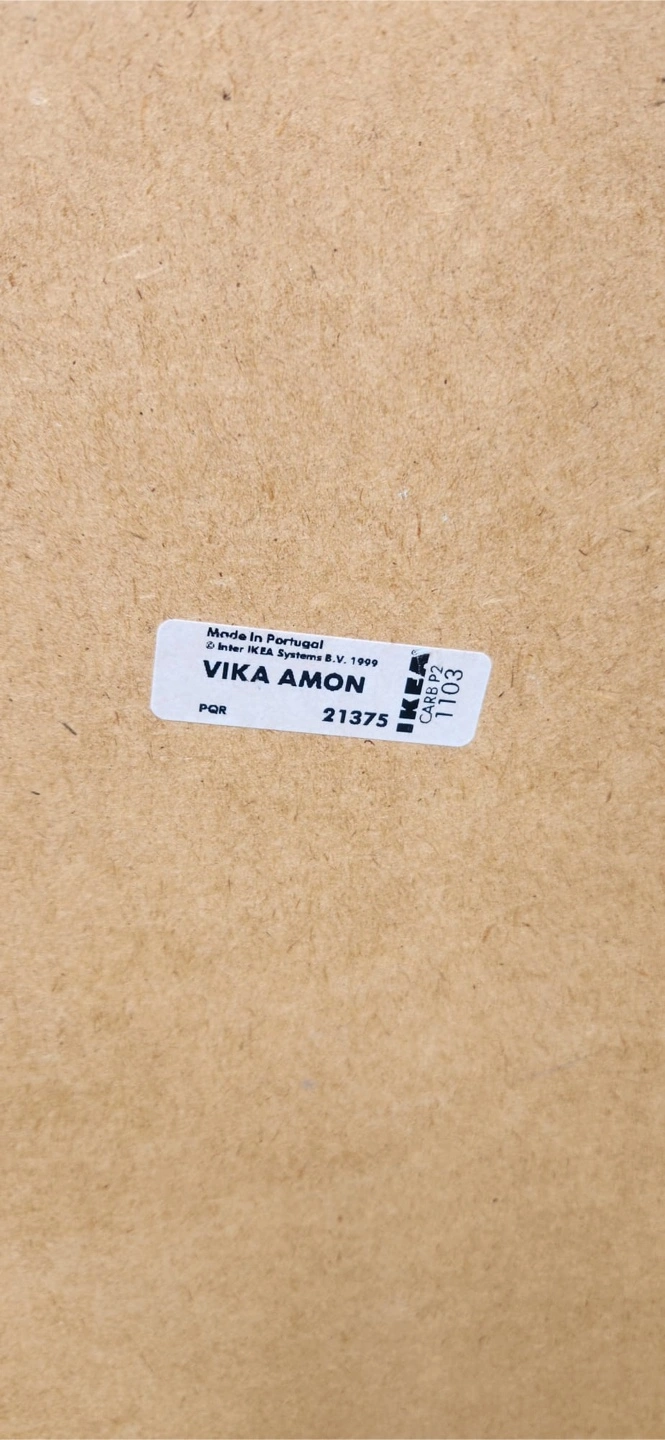 Made in Portugal
© Inter IKEA Systems B.V. 1999
VIKA AMON
PQR 21375
IKEA®
CARB P2
1103